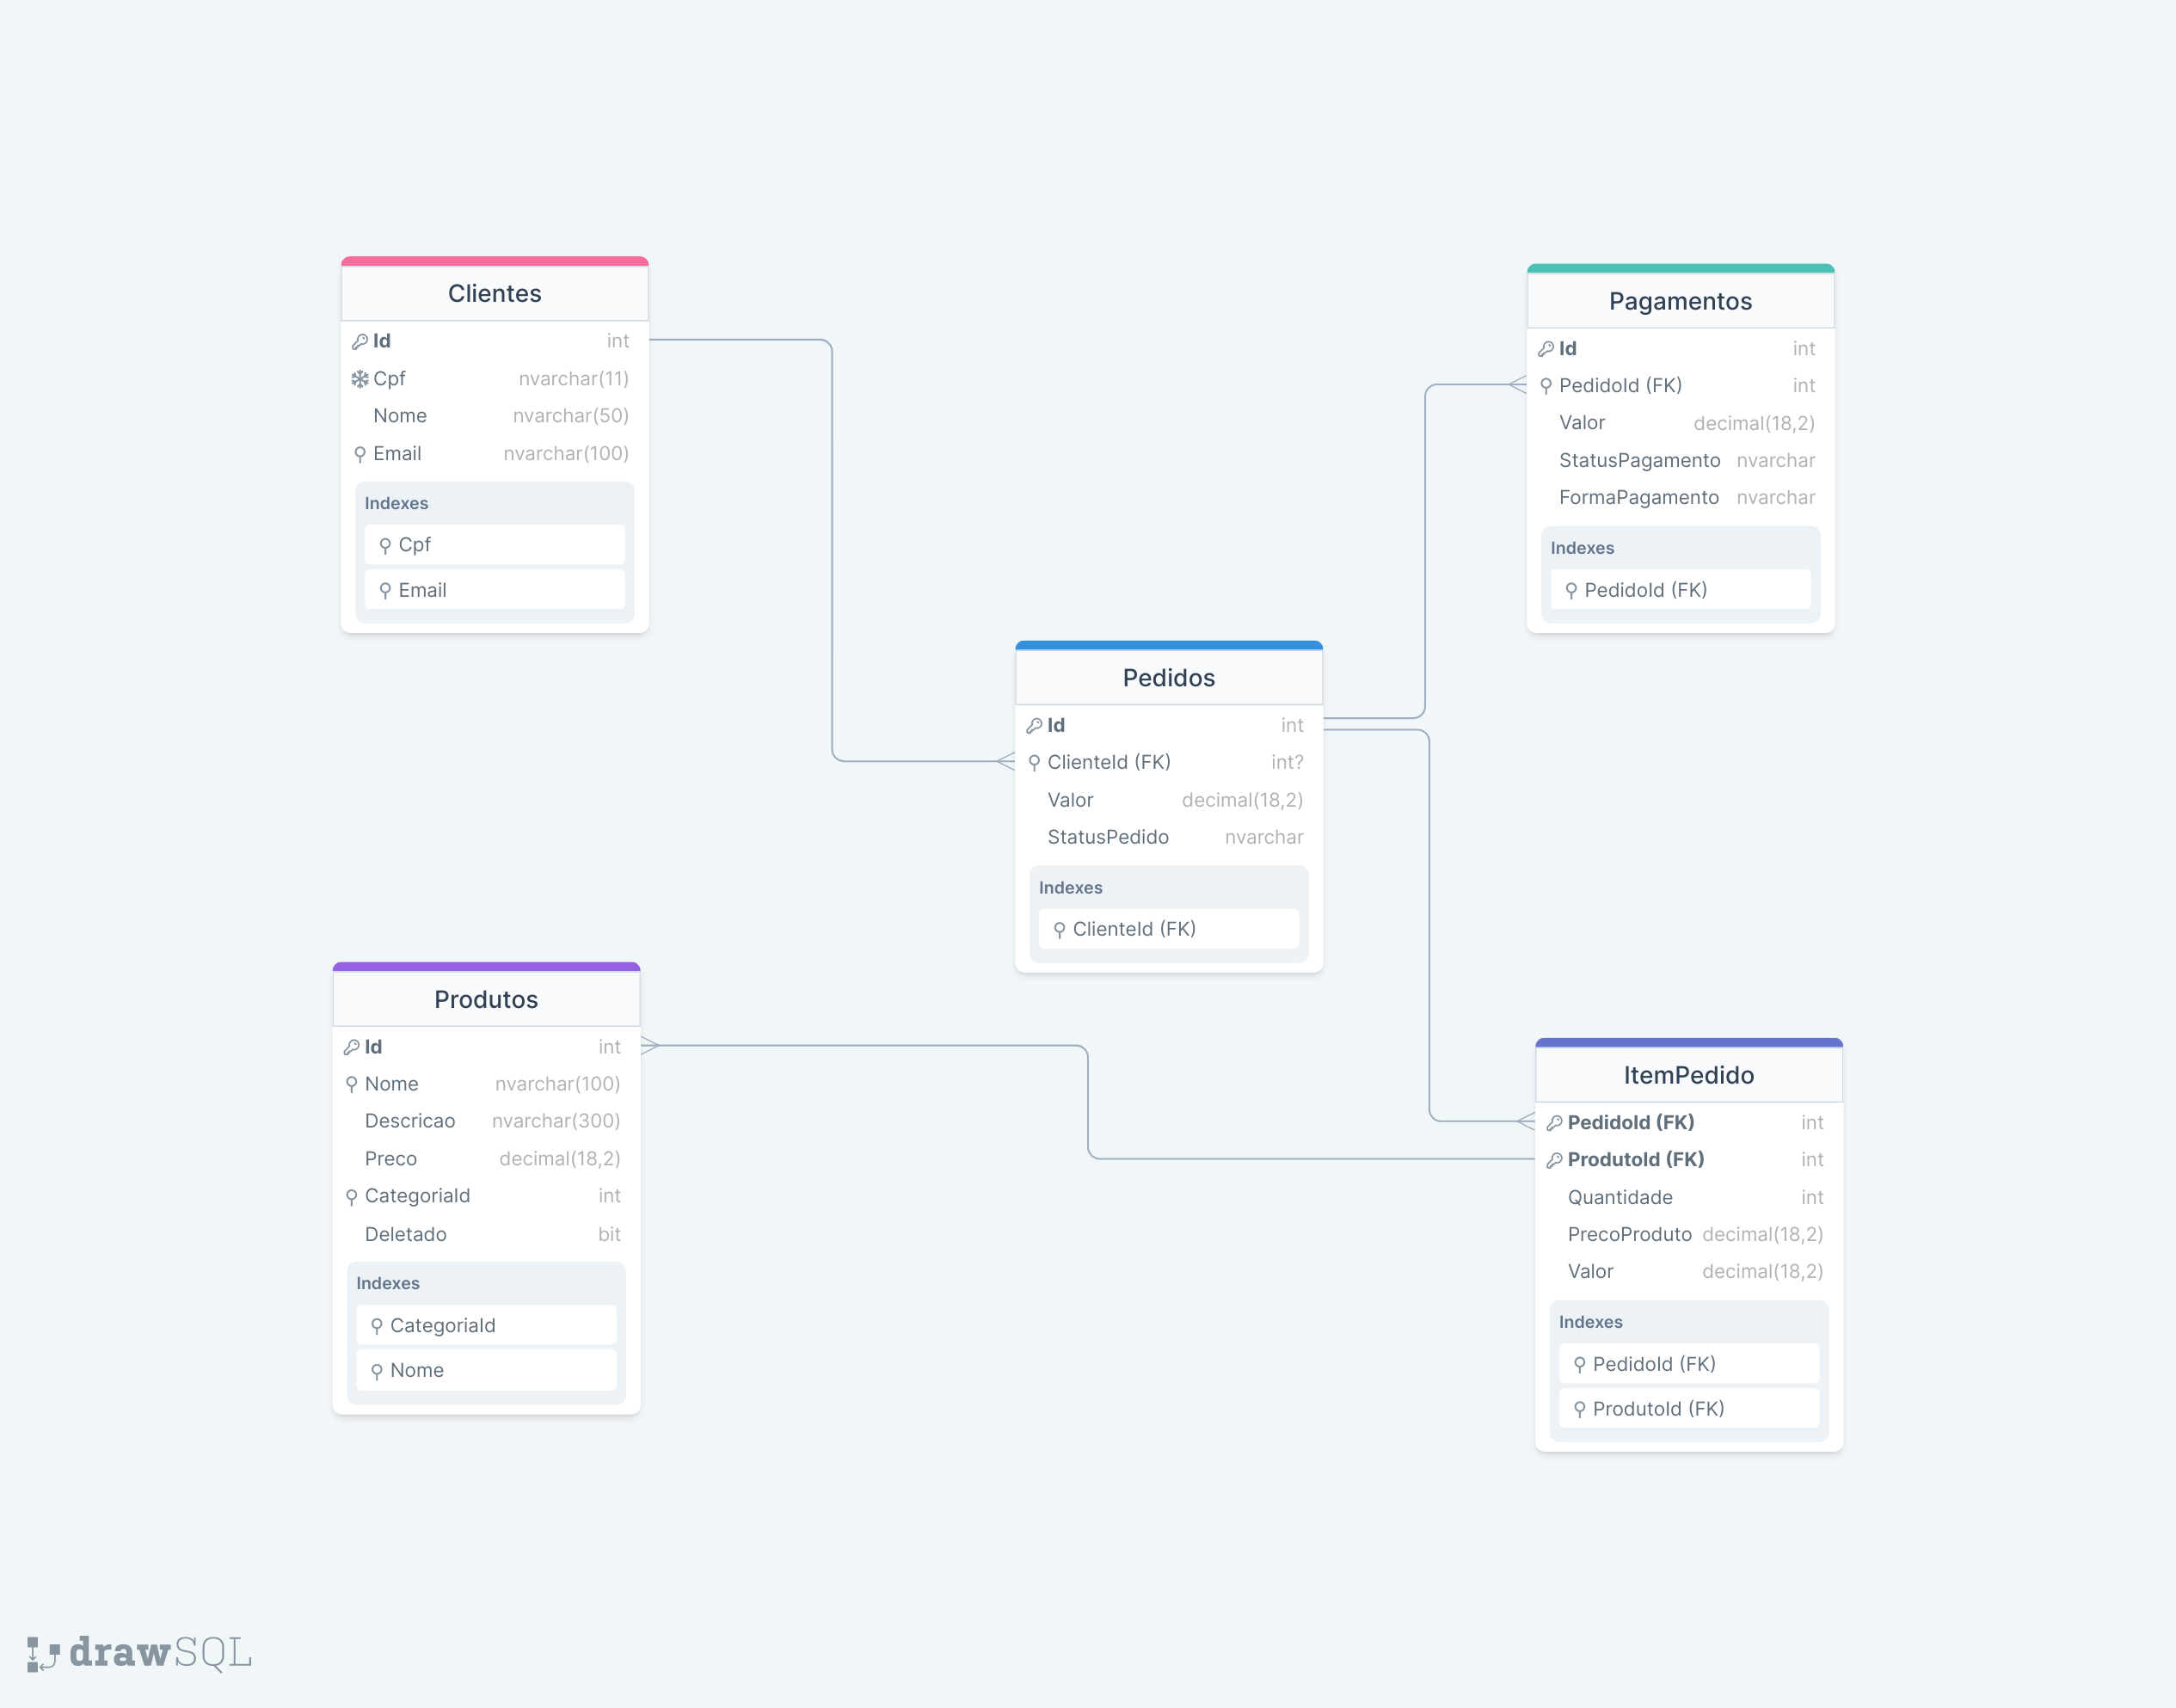 Clientes
Id int
Cpf nvarchar(11)
Nome nvarchar(50)
Email nvarchar(100)
Indexes
Cpf
Email
Pagamentos
Id int
PedidoId (FK) int
Valor decimal(18,2)
StatusPagamento nvarchar
FormaPagamento nvarchar
Indexes
PedidoId (FK)
Pedidos
Id int
ClienteId (FK) int?
Valor decimal(18,2)
StatusPedido nvarchar
Indexes
ClienteId (FK)
Produtos
Id int
Nome nvarchar(100)
Descricao nvarchar(300)
Preco decimal(18,2)
CategoriaId int
Deletado bit
Indexes
CategoriaId
Nome
ItemPedido
PedidoId (FK) int
ProdutoId (FK) int
Quantidade int
PrecoProduto decimal(18,2)
Valor decimal(18,2)
Indexes
PedidoId (FK)
ProdutoId (FK)
drawSQL